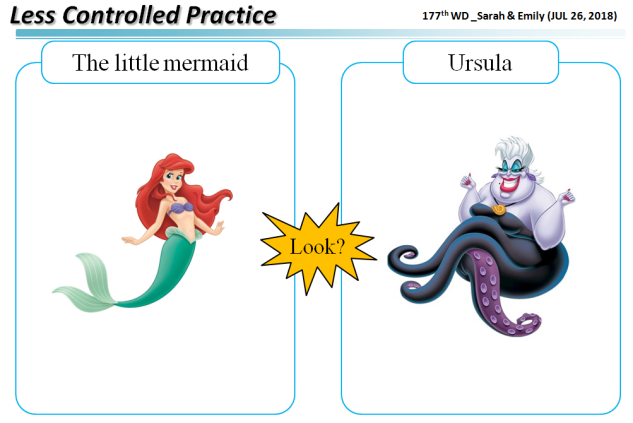 Less Controlled Practice
177th WD _Sarah & Emily (JUL 26, 2018)
The little mermaid
Ursula
Look?